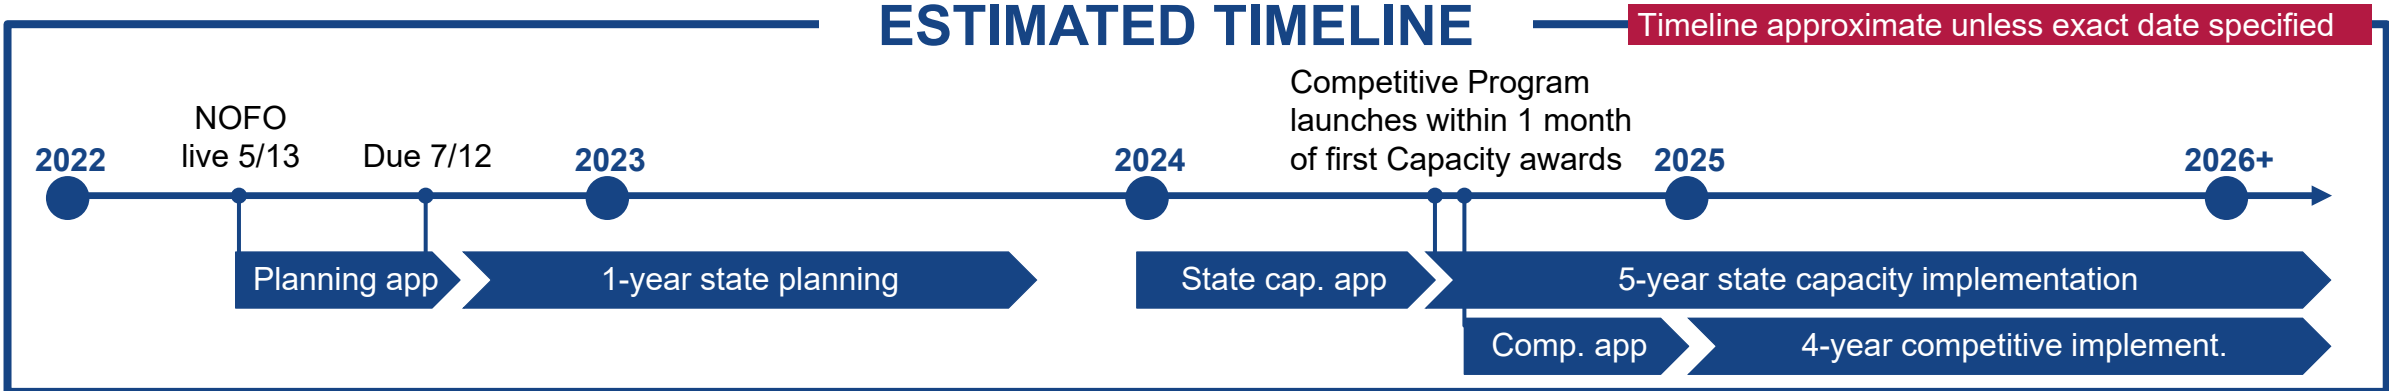 ESTIMATED TIMELINE
Timeline approximate unless exact date specified
Competitive Program
launches within 1 month
of first Capacity awards
NOFO
live 5/13
Due 7/12
2022
2023
2024
2025
2026+
Planning app
1-year state planning
State cap. app
5-year state capacity implementation
Comp. app
4-year competitive implement.